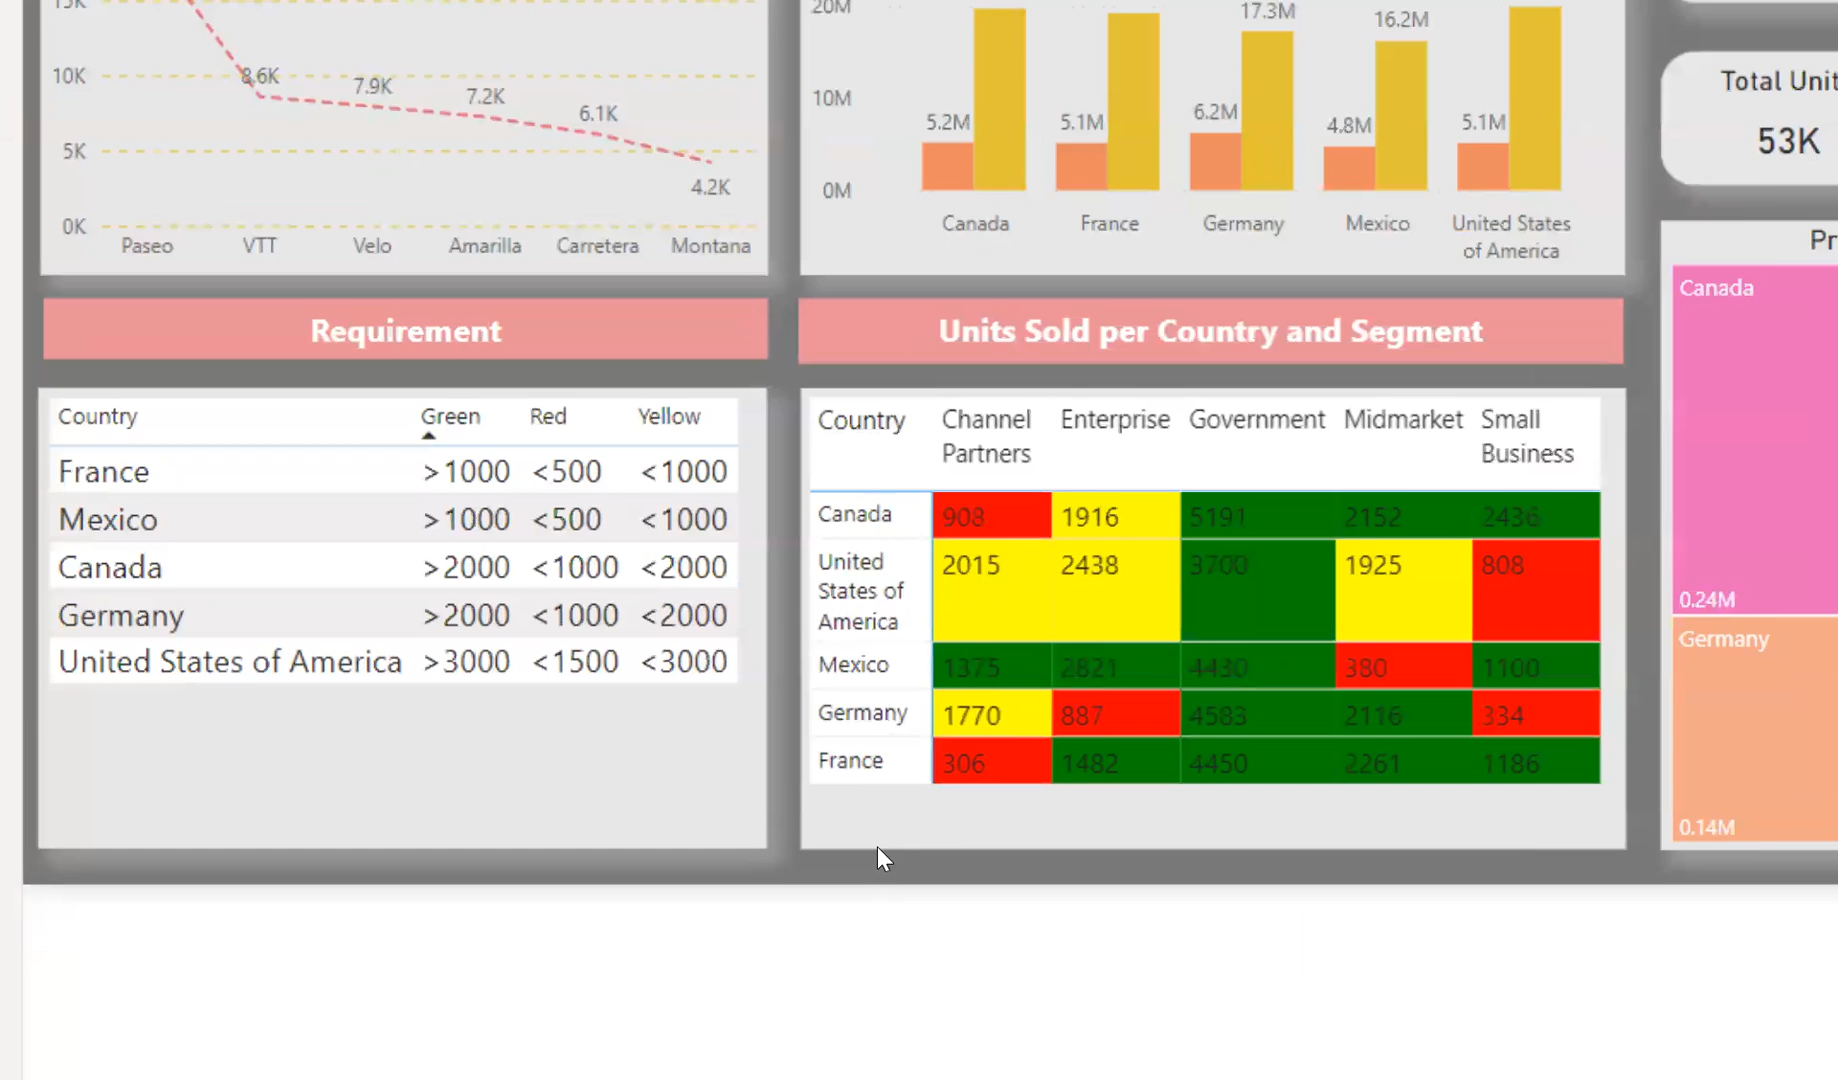 15K
10K
5K
0K
8.6K
7.9K
7.2K
6.1K
4.2K
Paseo VTT Velo Amarilla Carretera Montana
20M
10M
0M
17.3M
16.2M
5.2M
5.1M
6.2M
4.8M
5.1M
Canada France Germany Mexico United States
of America
Total Unit
53K
Requirement
Country Green Red Yellow
France >1000 <500 <1000
Mexico >1000 <500 <1000
Canada >2000 <1000 <2000
Germany >2000 <1000 <2000
United States of America >3000 <1500 <3000
Units Sold per Country and Segment
Country Channel Enterprise Government Midmarket Small
Partners Business
Canada 908 1916 5191 2152 2436
United 2015 2438 3700 1925 808
States of
America
Mexico 1375 2821 4430 380 1100
Germany 1770 887 4583 2116 334
France 306 1482 4450 2261 1186
Pr
Canada
0.24M
Germany
0.14M